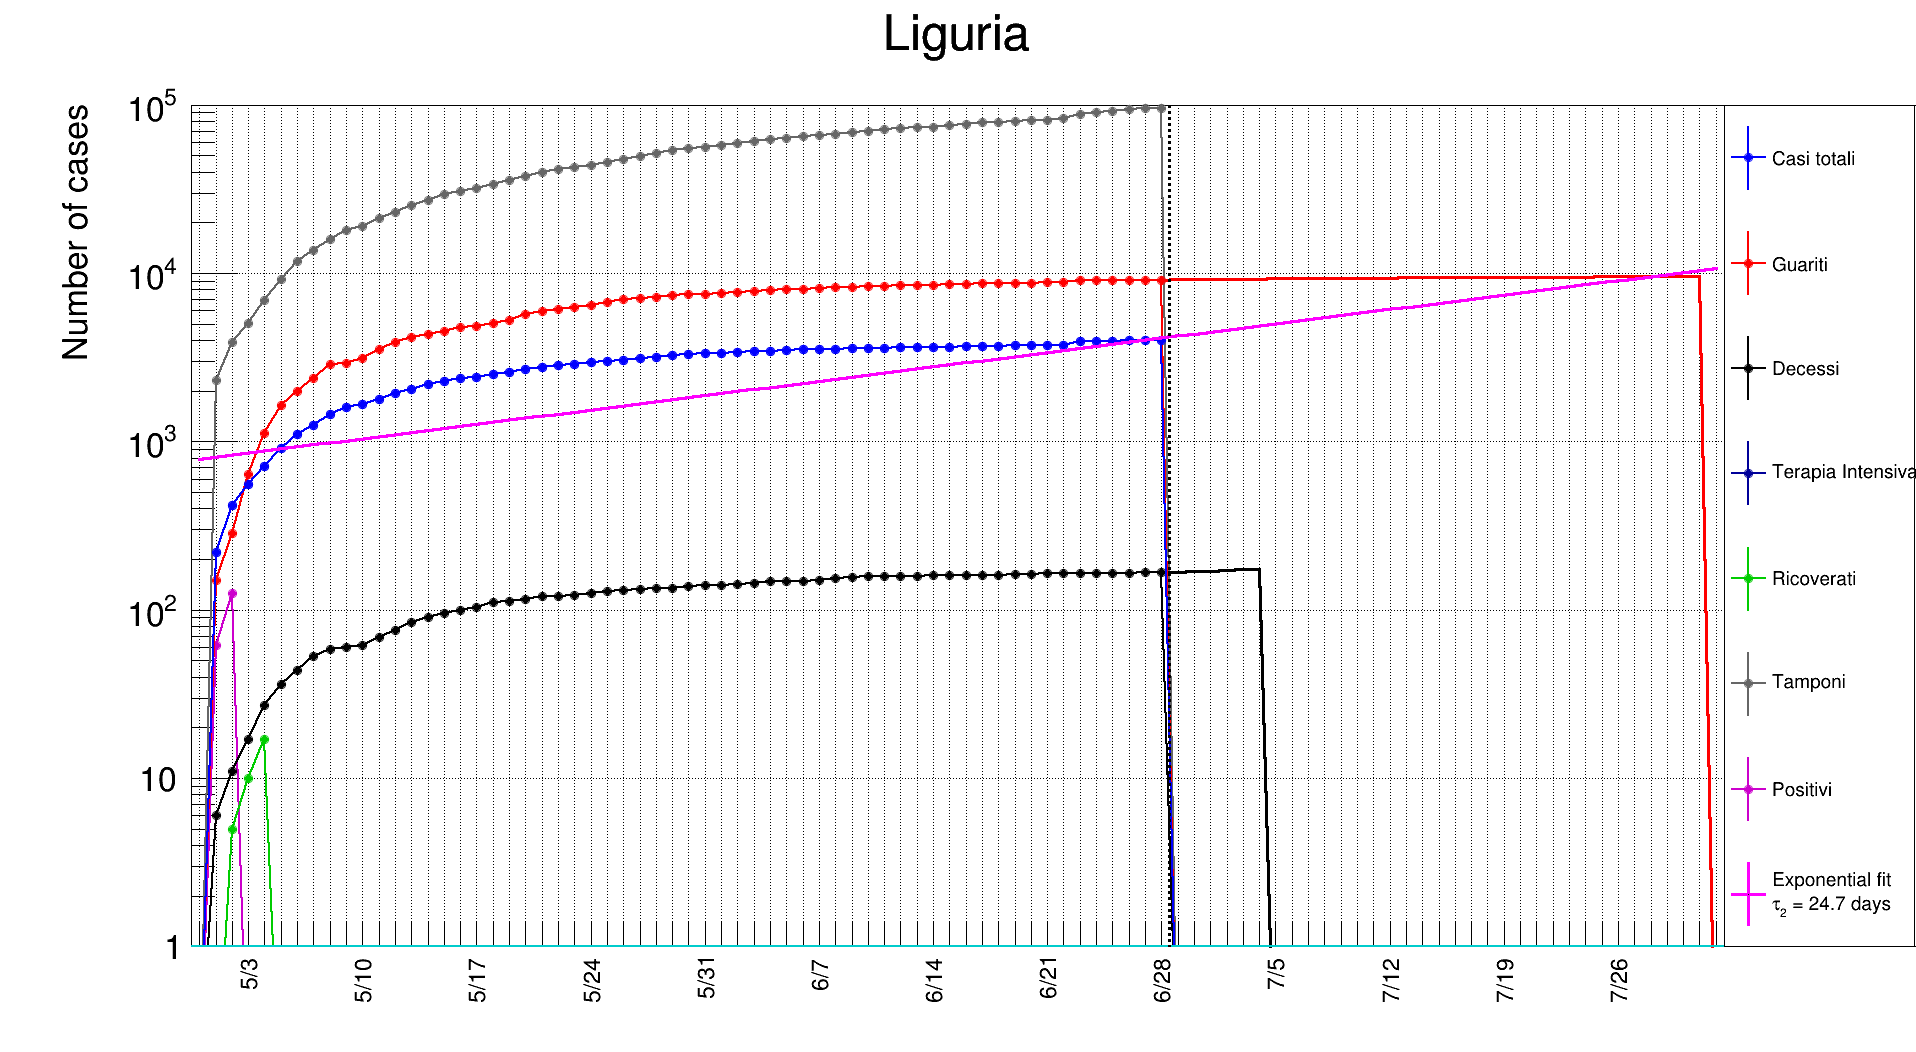 Liguria
Number of cases
10^5
10^4
10^3
10^2
10
1
5/3
5/10
5/17
5/24
5/31
6/7
6/14
6/21
6/28
7/5
7/12
7/19
7/26
Casi totali
Guariti
Decessi
Terapia Intensiva
Ricoverati
Tamponi
Positivi
Exponential fit
τ_2 = 24.7 days